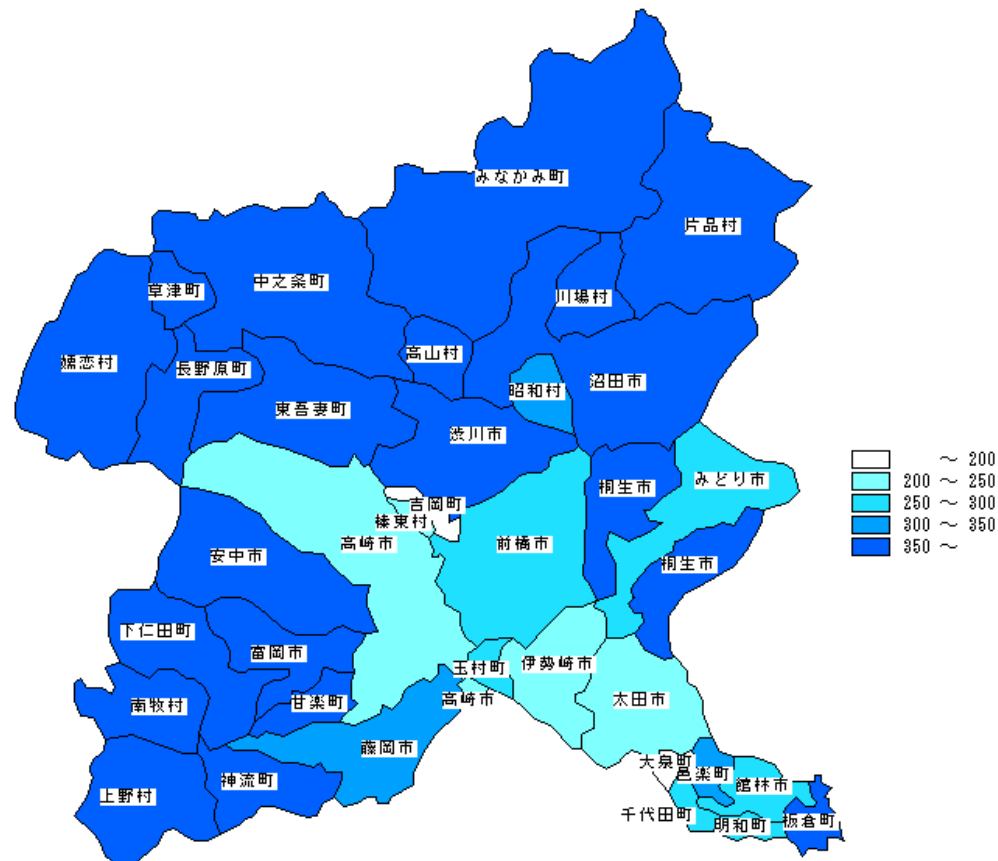 みなかみ町
片品村
中之条町
草津町
川場村
高山村
嬬恋村
長野原町
昭和村
沼田市
東吾妻町
渋川市
～ 200
200 ～ 250
250 ～ 300
300 ～ 350
350 ～
みどり市
桐生市
吉岡町
榛東村
高崎市
前橋市
安中市
桐生市
下仁田町
富岡市
玉村町
伊勢崎市
高崎市
太田市
南牧村
甘楽町
藤岡市
大泉町
邑楽町
館林市
神流町
上野村
千代田町
明和町
板倉町